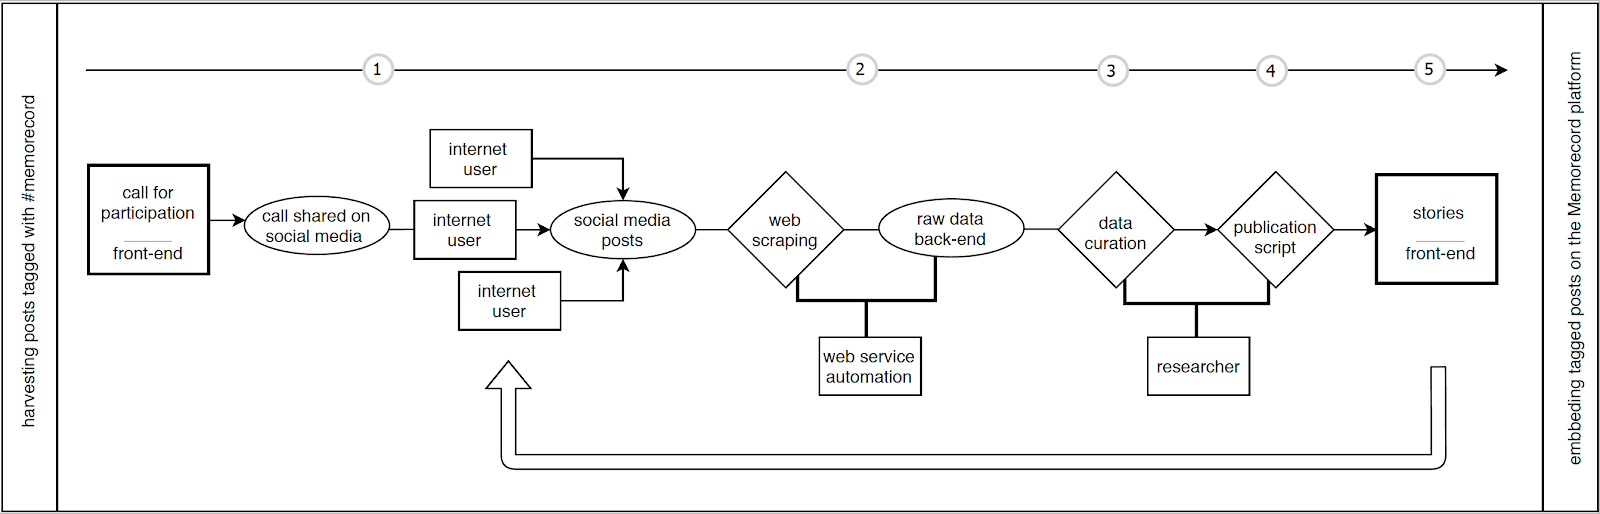 harvesting posts tagged with #memorecord
1
2
3
4
5
call for
participation
front-end
call shared on
social media
internet
user
internet
user
internet
user
social media
posts
web
scraping
raw data
back-end
web service
automation
data
curation
publication
script
researcher
stories
front-end
embbeding tagged posts on the Memorecord platform